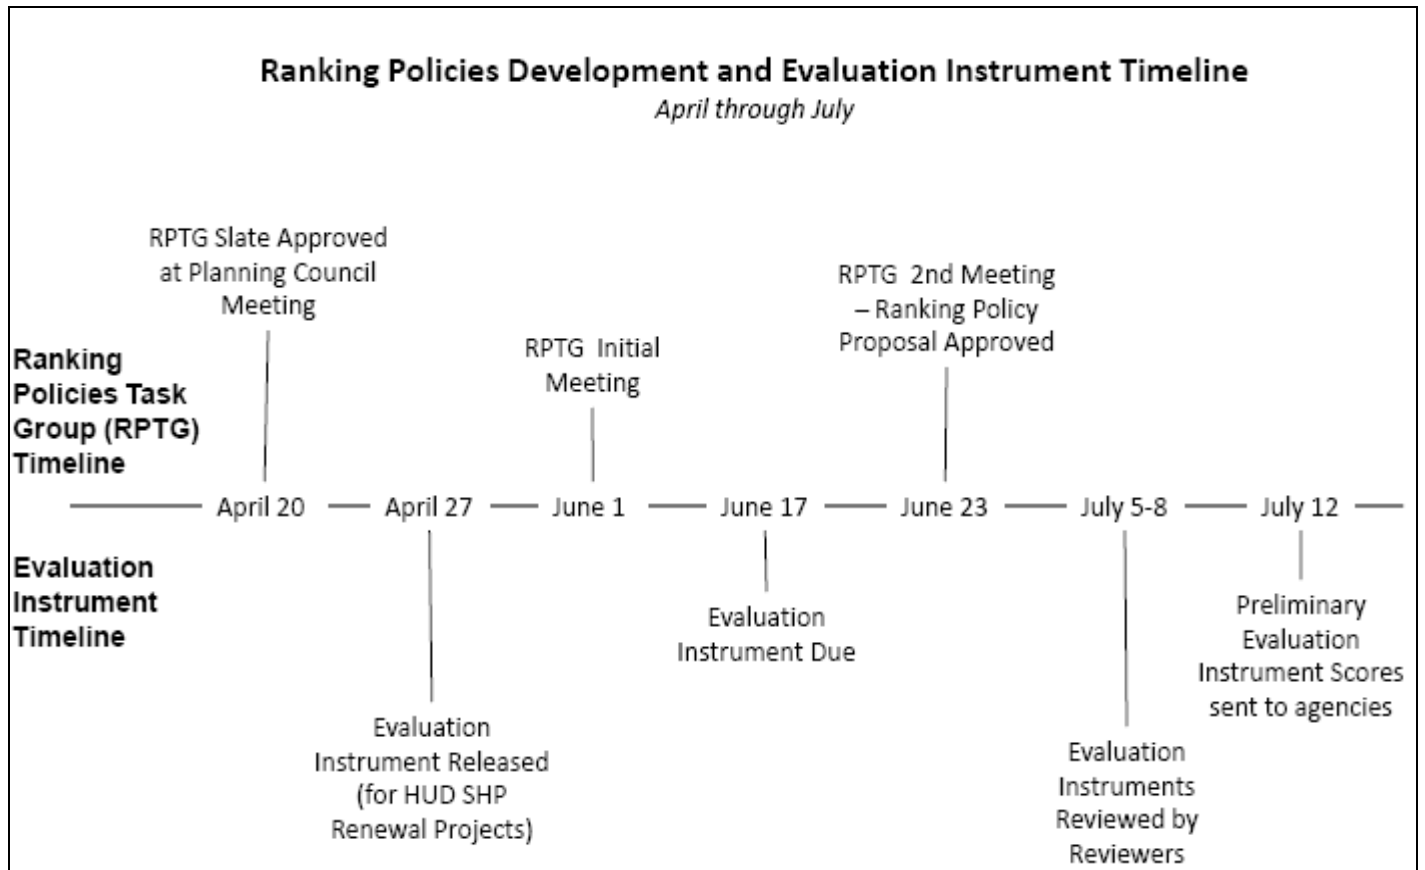 Ranking Policies Development and Evaluation Instrument Timeline
April through July
RPTG Slate Approved
at Planning Council
Meeting
RPTG 2nd Meeting
– Ranking Policy
Proposal Approved
RPTG Initial
Meeting
Ranking
Policies Task
Group (RPTG)
Timeline
April 20
April 27
June 1
June 17
June 23
July 5-8
July 12
Evaluation
Instrument
Timeline
Evaluation
Instrument Released
(for HUD SHP
Renewal Projects)
Evaluation
Instrument Due
Evaluation
Instruments
Reviewed by
Reviewers
Preliminary
Evaluation
Instrument Scores
sent to agencies